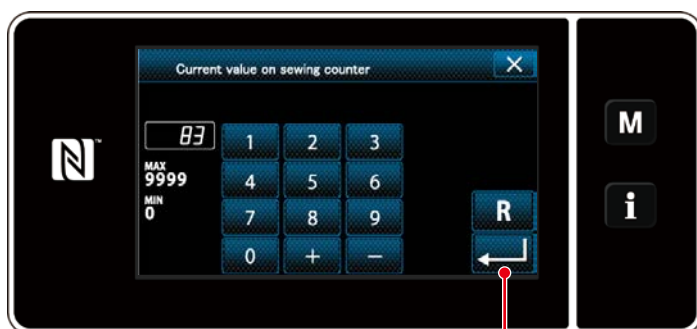 Current value on sewing counter
83
1 2 3
MAX
9999
4 5 6
MIN
0
7 8 9
R
0 + −
M
i
N™